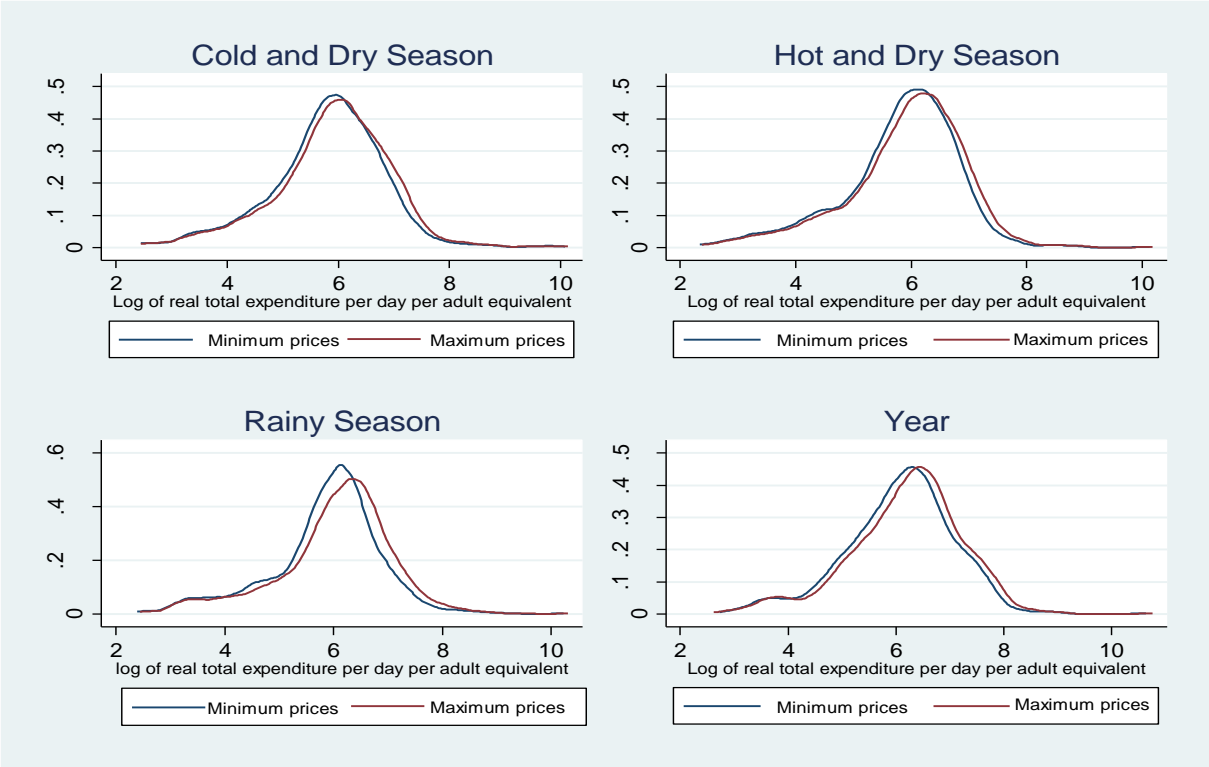 Cold and Dry Season
.5
.4
.3
.2
.1
0
2 4 6 8 10
Log of real total expenditure per day per adult equivalent
Minimum prices Maximum prices
Hot and Dry Season
.5
.4
.3
.2
.1
0
2 4 6 8 10
Log of real total expenditure per day per adult equivalent
Minimum prices Maximum prices
Rainy Season
.6
.4
.2
0
2 4 6 8 10
log of real total expenditure per day per adult equivalent
Minimum prices Maximum prices
Year
.5
.4
.3
.2
.1
0
2 4 6 8 10
Log of real total expenditure per day per adult equivalent
Minimum prices Maximum prices